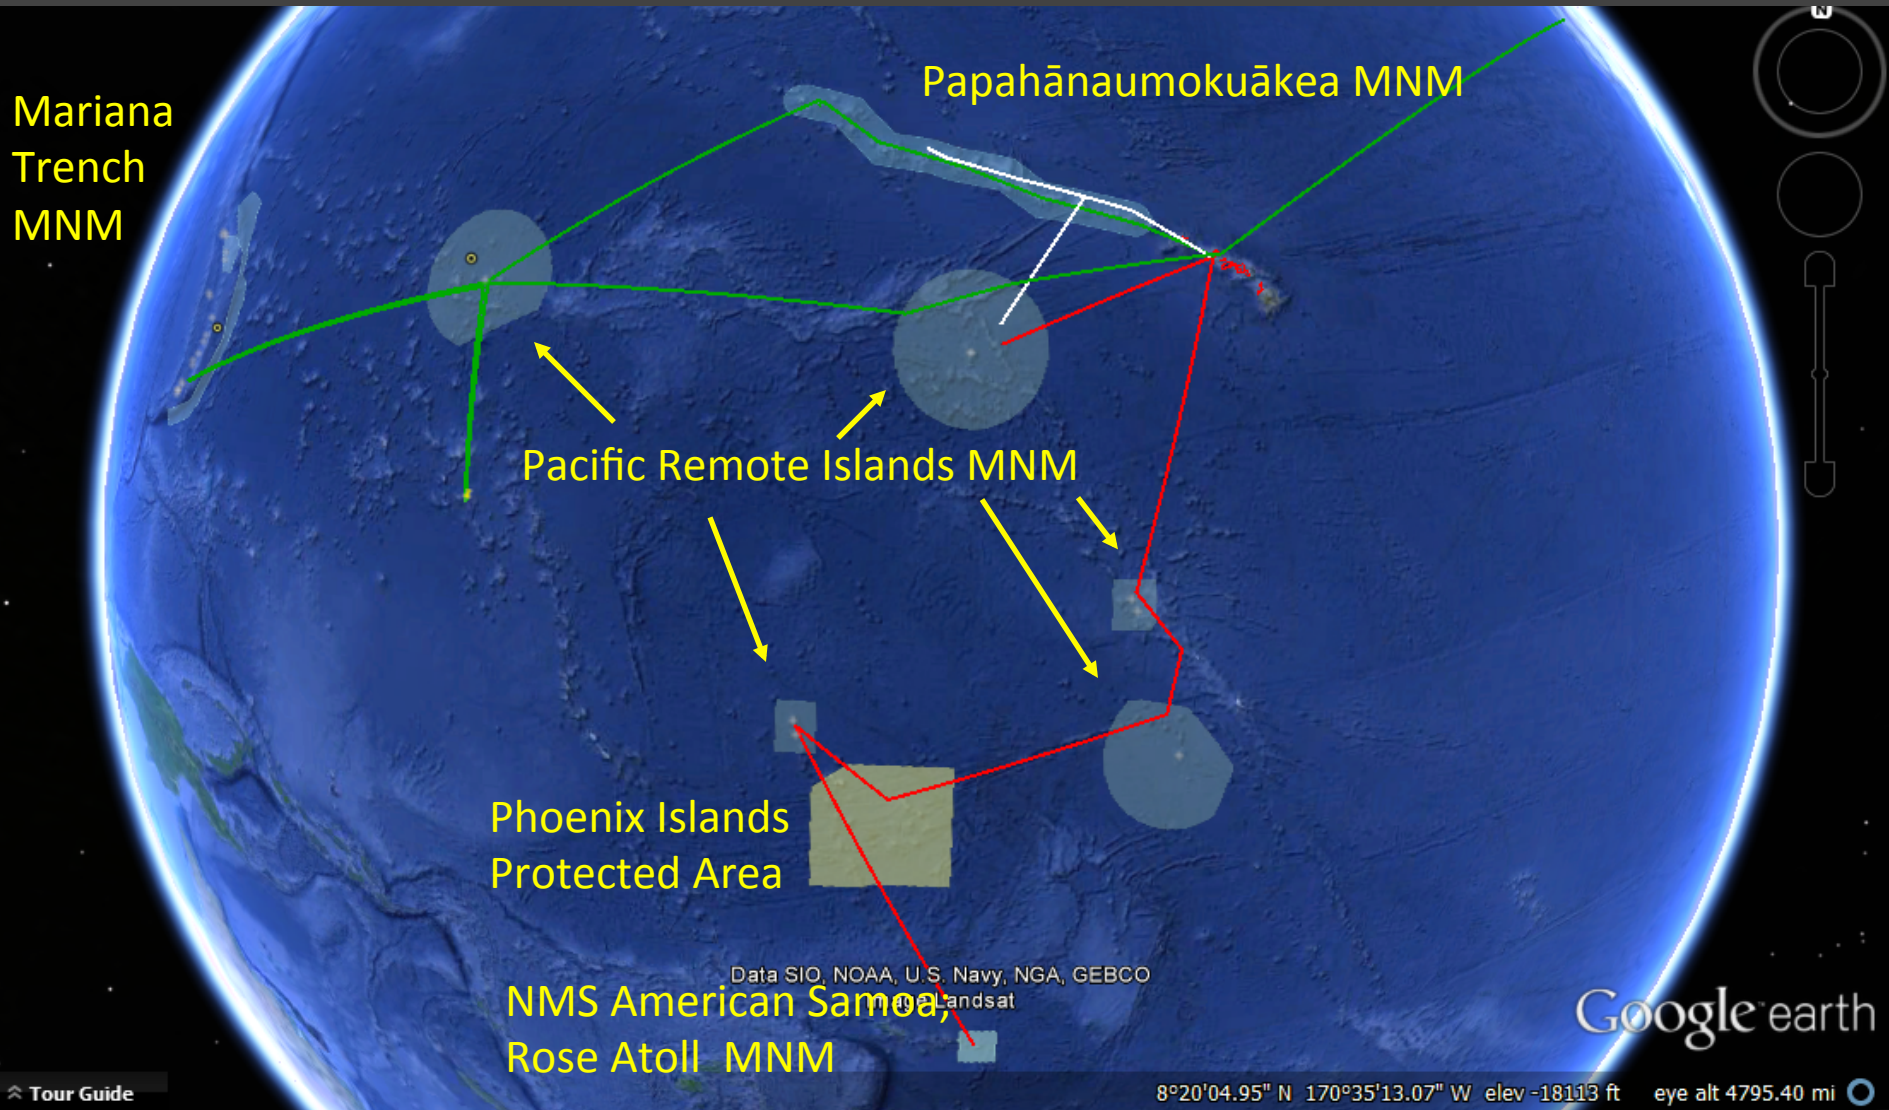 N
Papahānaumokuākea MNM
Mariana
Trench
MNM
Pacific Remote Islands MNM
Phoenix Islands
Protected Area
Data SIO, NOAA, U.S. Navy, NGA, GEBCO
Image Landsat
NMS American Samoa;
Rose Atoll MNM
Google earth
Tour Guide
8°20'04.95" N 170°35'13.07" W elev -18113 ft eye alt 4795.40 mi